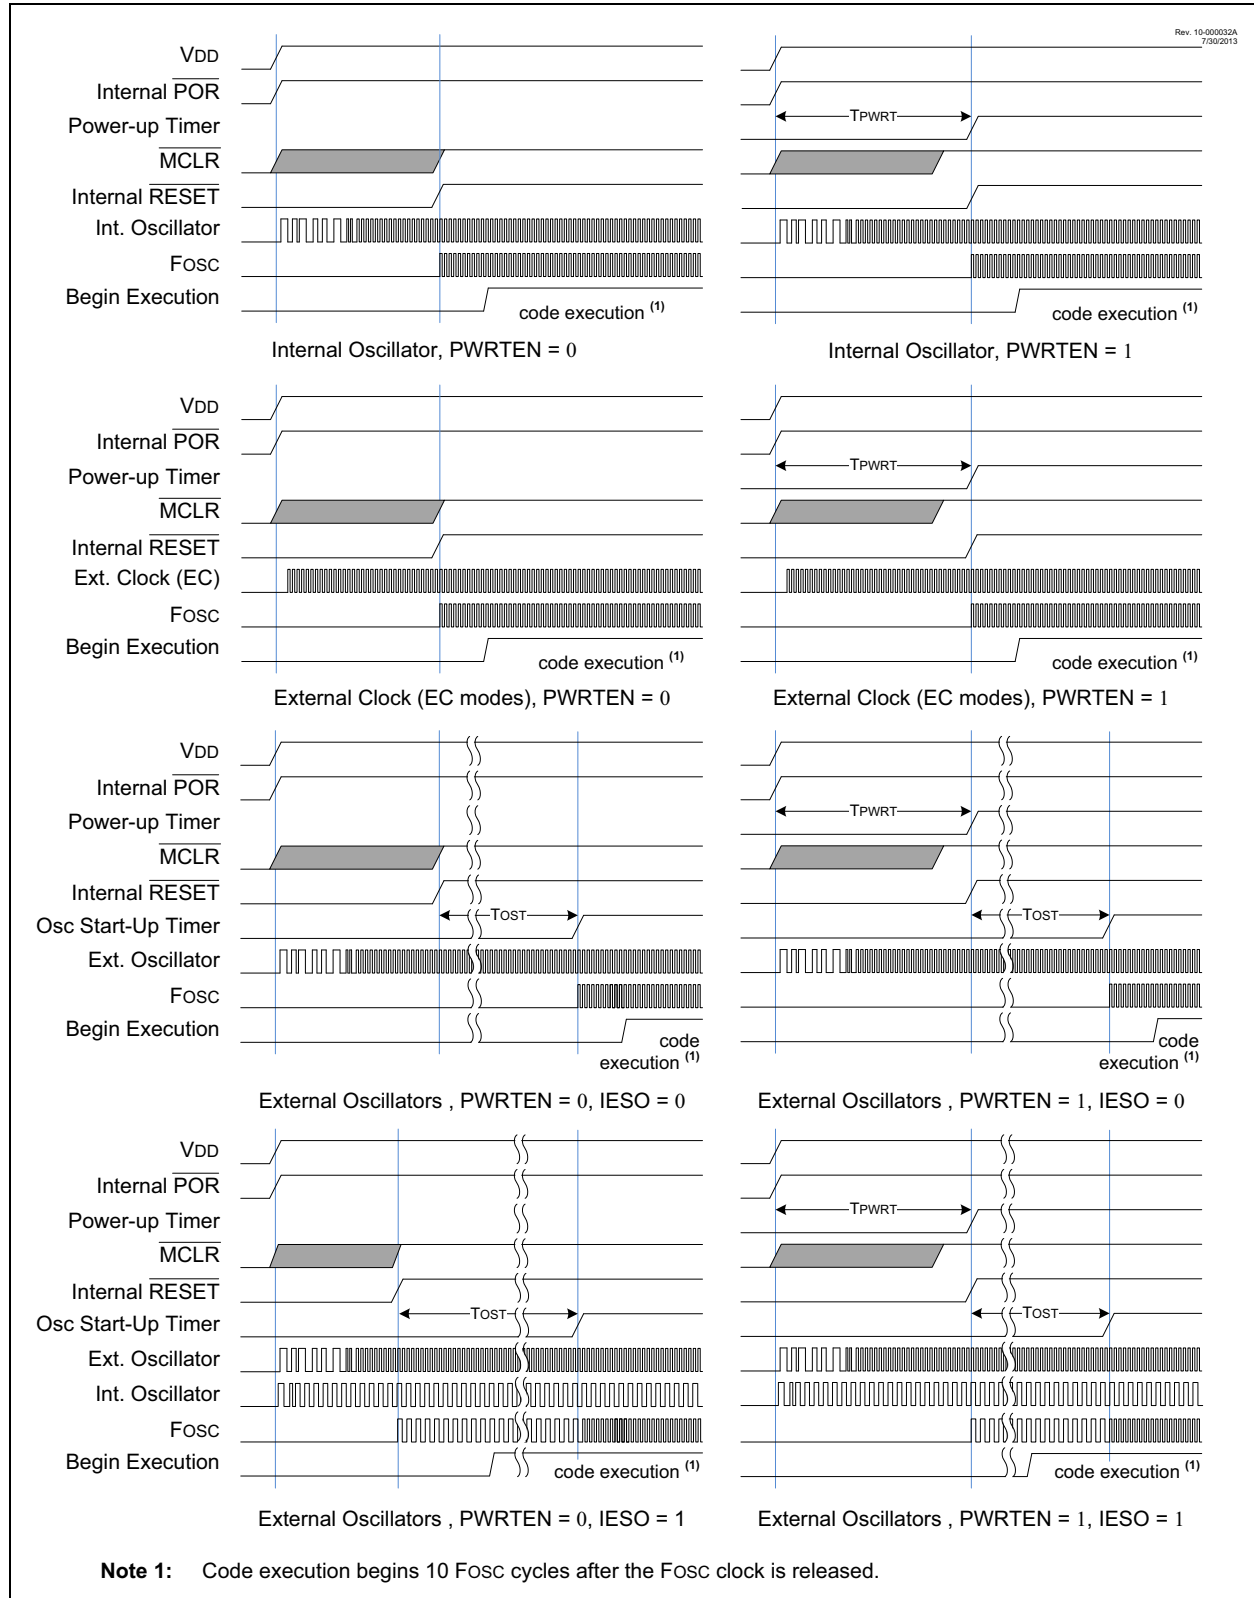 Rev. 10-000032A
7/30/2013
VDD
Internal POR
Power-up Timer
MCLR
Internal RESET
Int. Oscillator
FOSC
Begin Execution
code execution (1)
Internal Oscillator, PWRTEN = 0
TPWRT
code execution (1)
Internal Oscillator, PWRTEN = 1
VDD
Internal POR
Power-up Timer
MCLR
Internal RESET
Ext. Clock (EC)
FOSC
Begin Execution
code execution (1)
External Clock (EC modes), PWRTEN = 0
TPWRT
code execution (1)
External Clock (EC modes), PWRTEN = 1
VDD
Internal POR
Power-up Timer
MCLR
Internal RESET
Osc Start-Up Timer
Ext. Oscillator
FOSC
Begin Execution
TOST
code
execution (1)
External Oscillators , PWRTEN = 0, IESO = 0
TPWRT
TOST
code
execution (1)
External Oscillators , PWRTEN = 1, IESO = 0
VDD
Internal POR
Power-up Timer
MCLR
Internal RESET
Osc Start-Up Timer
Ext. Oscillator
Int. Oscillator
FOSC
Begin Execution
TOST
code execution (1)
External Oscillators , PWRTEN = 0, IESO = 1
TPWRT
TOST
code execution (1)
External Oscillators , PWRTEN = 1, IESO = 1
Note 1: Code execution begins 10 FOSC cycles after the FOSC clock is released.